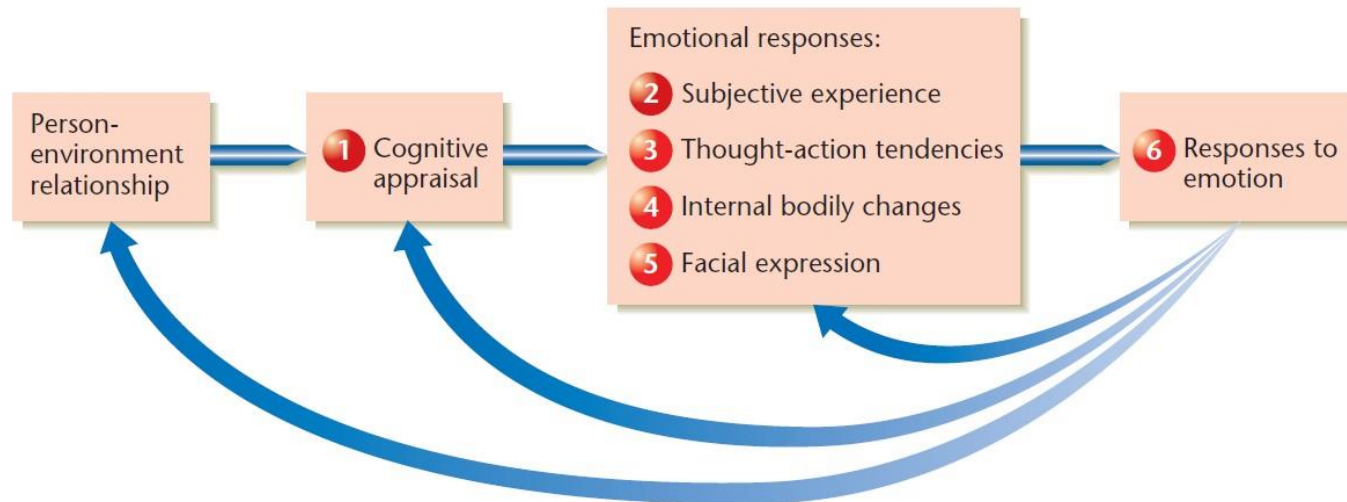 Person-
environment
relationship
1 Cognitive
appraisal
Emotional responses:
2 Subjective experience
3 Thought-action tendencies
4 Internal bodily changes
5 Facial expression
6 Responses to
emotion